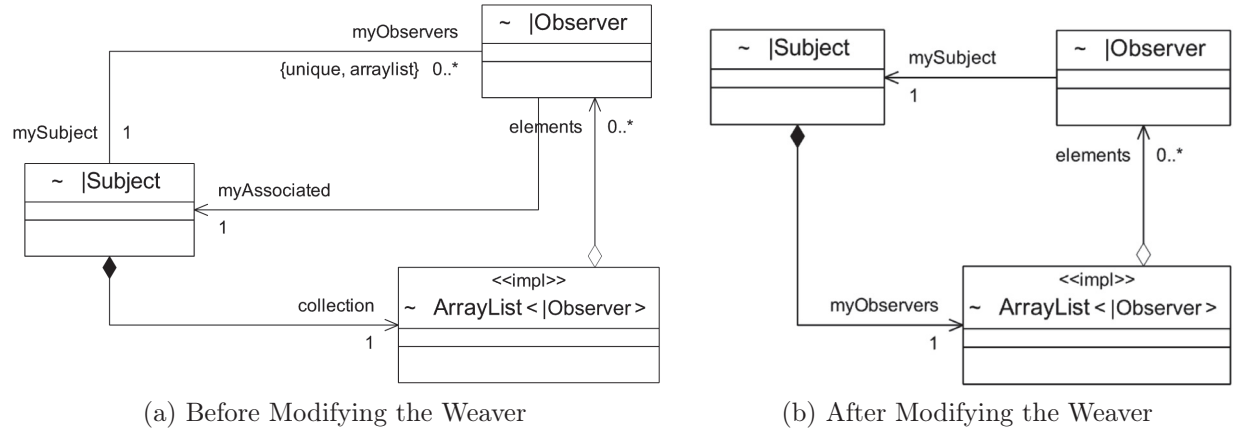 ~ |Observer
myObservers
{unique, arraylist} 0..*
mySubject 1
elements 0..*
~ |Subject
myAssociated
1
<<impl>>
collection
~ ArrayList < |Observer >
1
(a) Before Modifying the Weaver
~ |Subject
~ |Observer
mySubject
1
elements 0..*
<<impl>>
myObservers
~ ArrayList < |Observer >
1
(b) After Modifying the Weaver